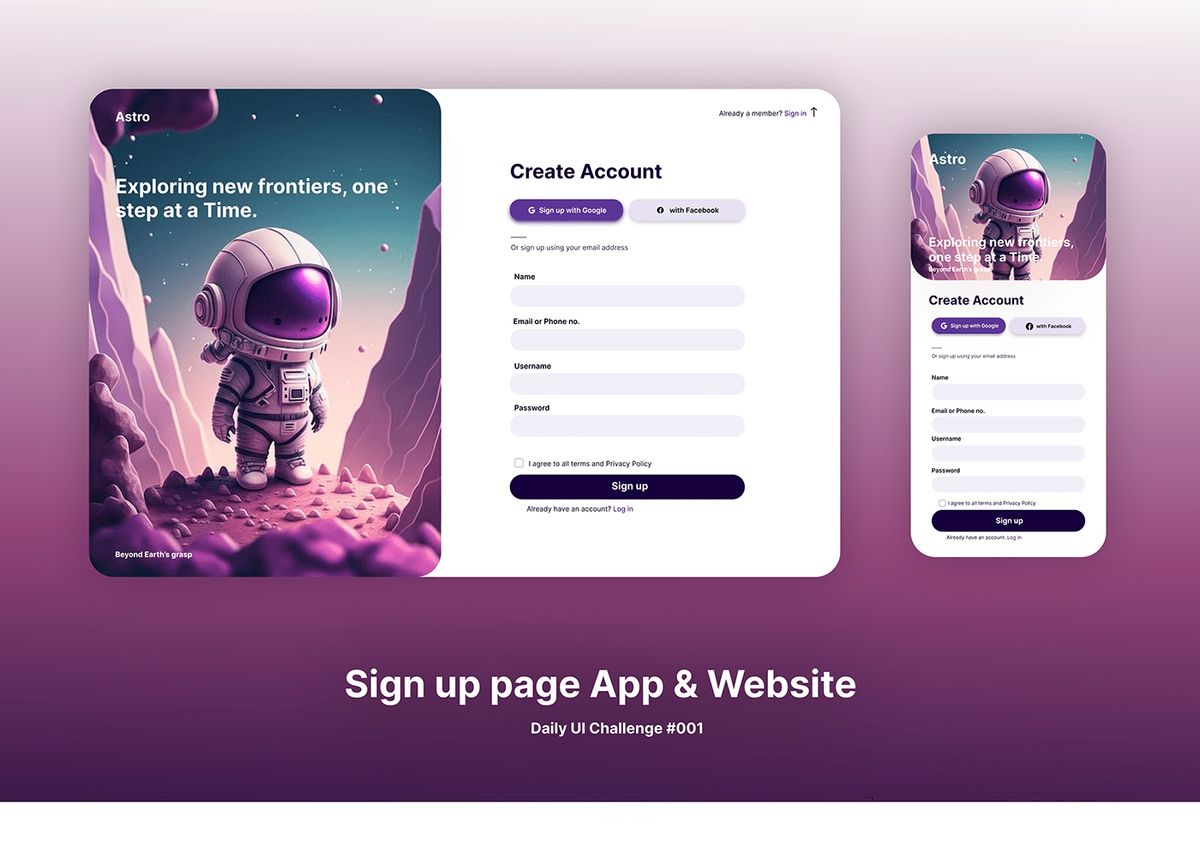 Astro
Exploring new frontiers, one
step at a Time.
Beyond Earth's grasp
Already a member? Sign in
Create Account
Sign up with Google
with Facebook
Or sign up using your email address
Name
Email or Phone no.
Username
Password
I agree to all terms and Privacy Policy
Sign up
Already have an account? Log in
Astro
Exploring new frontiers,
one step at a Time.
Beyond Earth's grasp
Create Account
Sign up with Google
with Facebook
Or sign up using your email address
Name
Email or Phone no.
Username
Password
I agree to all terms and Privacy Policy
Sign up
Already have an account. Log in
Sign up page App & Website
Daily UI Challenge #001